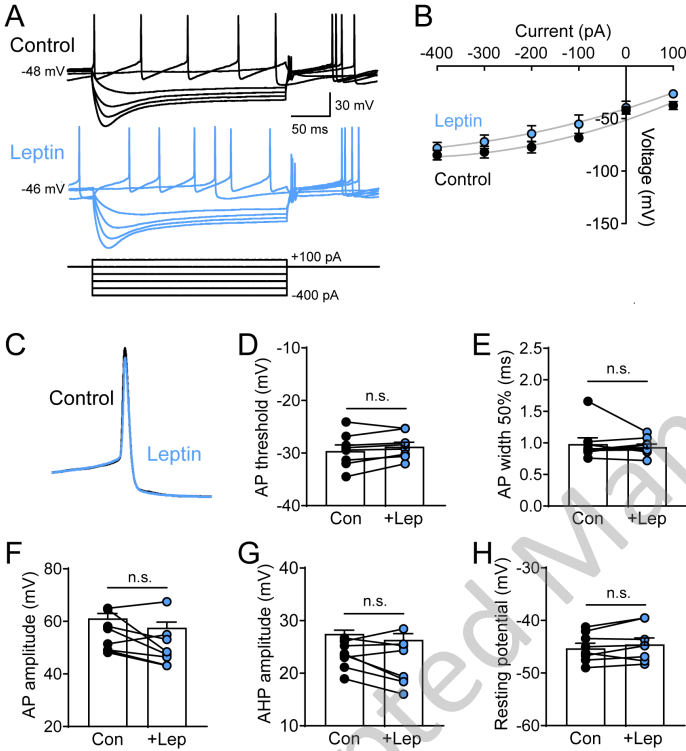 A
Control
-48 mV
30 mV
50 ms
Leptin
-46 mV
+100 pA
-400 pA
B
Current (pA)
-400 -300 -200 -100 0 100
Leptin
Control
-50
-100
-150
Voltage (mV)
C
Control
Leptin
D
AP threshold (mV)
-10
-20
-30
-40
n.s.
Con +Lep
E
AP width 50% (ms)
2.5
2.0
1.5
1.0
0.5
0.0
n.s.
Con +Lep
F
AP amplitude (mV)
80
60
40
20
n.s.
Con +Lep
G
AHP amplitude (mV)
40
30
20
10
n.s.
Con +Lep
H
Resting potential (mV)
-30
-40
-50
-60
n.s.
Con +Lep